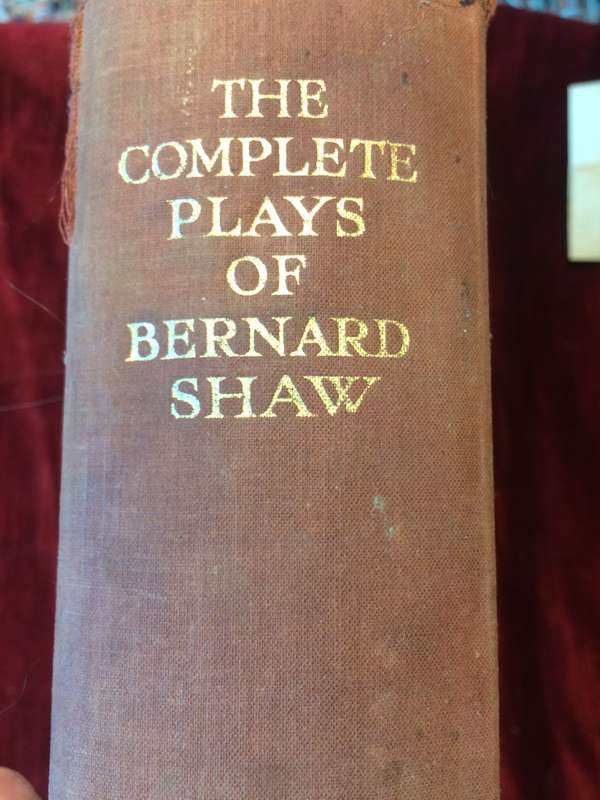 THE
COMPLETE
PLAYS
OF
BERNARD
SHAW